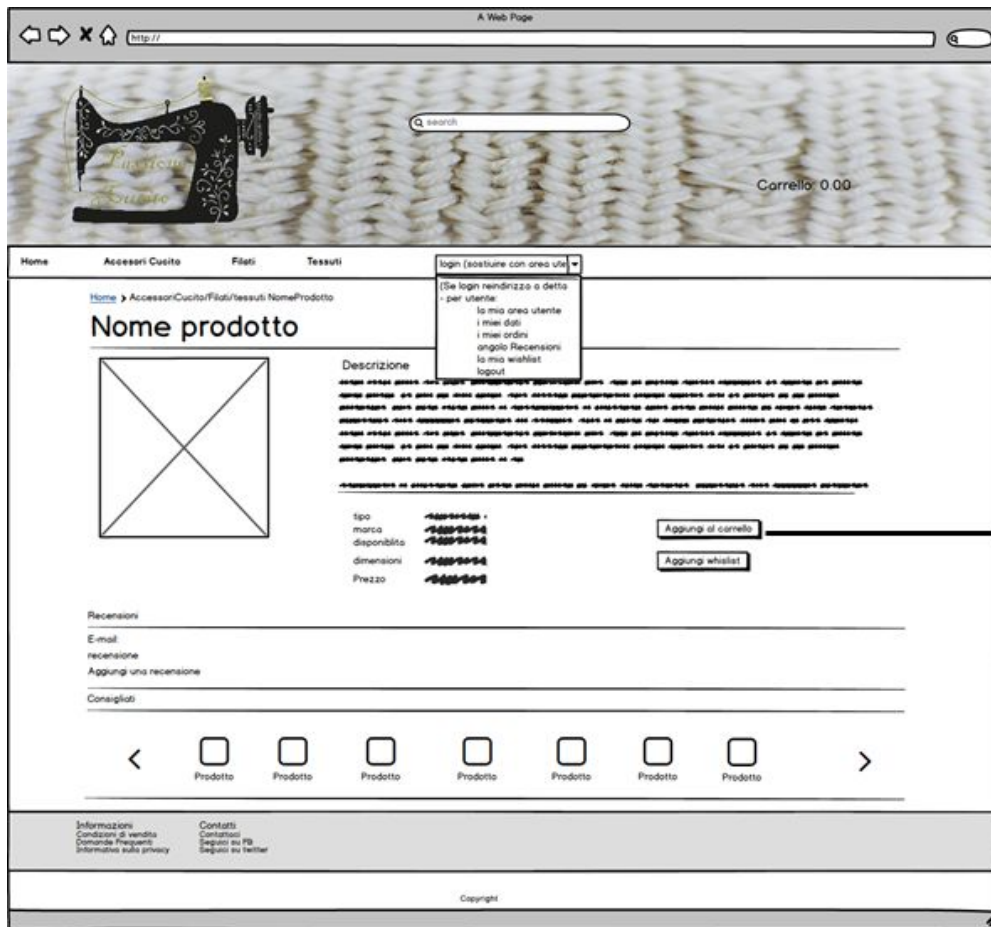 A Web Page
http://
search
Passione
Cucito
Carrello: 0.00
Home Accesori Cucito Filati Tessuti login (sostiuire con area ute
(Se login reindirizzo a detta
- per utente:
la mia area utente
i miei dati
i miei ordini
angolo Recensioni
la mia wishlist
logout
Home > AccessoriCucito/Filati/tessuti NomeProdotto
Nome prodotto
Descrizione
tipo
marca
disponiblita
dimensioni
Prezzo
Aggiungi al carrello
Aggiungi whislist
Recensioni
E-mail:
recensione
Aggiungi una recensione
Consigliati
Prodotto Prodotto Prodotto Prodotto Prodotto Prodotto Prodotto
Informazioni
Condizioni di vendita
Domande Frequenti
Informativa sulla privacy
Contatti
Contattaci
Seguici su FB
Seguici su twitter
Copyright